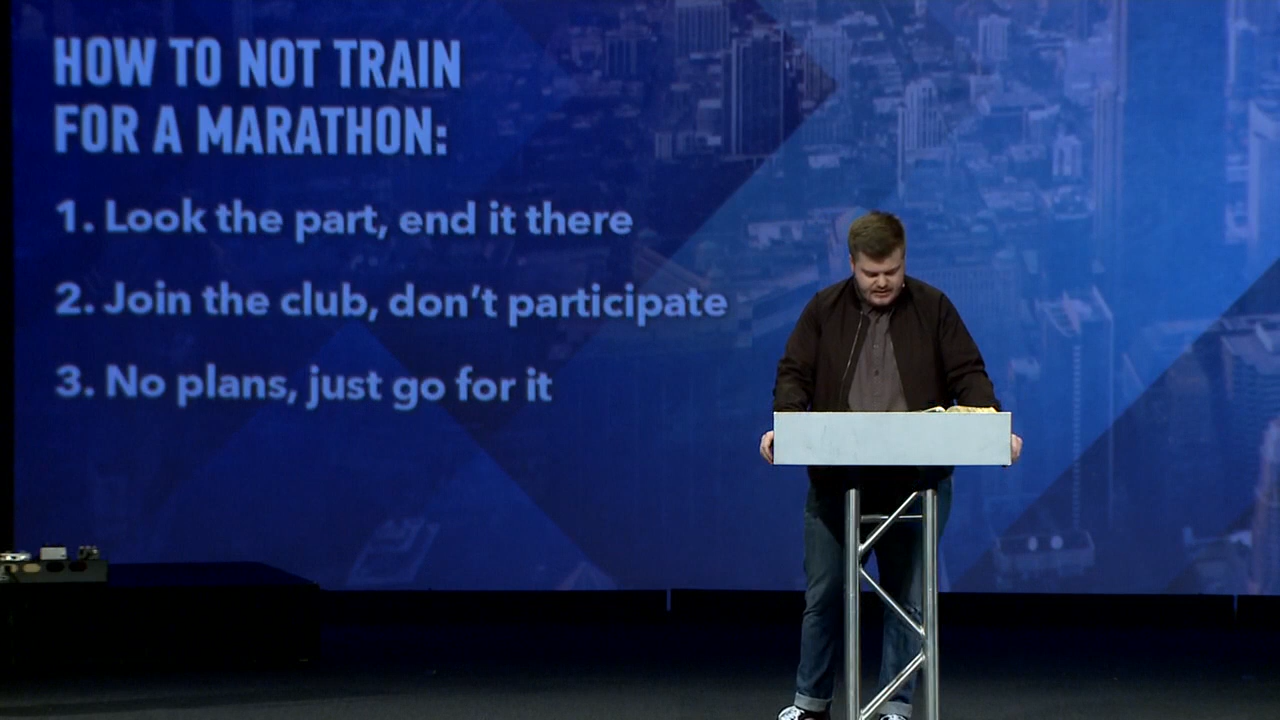 HOW TO NOT TRAIN
FOR A MARATHON:
1. Look the part, end it there
2. Join the club, don't participate
3. No plans, just go for it